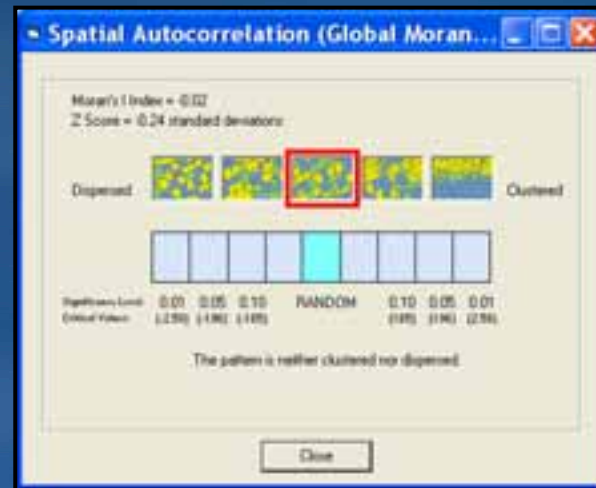 Spatial Autocorrelation (Global Moran...
Moran's I Index = -0.02
Z Score = -0.24 standard deviations
Dispersed
Clustered
Significance Level: 0.01 0.05 0.10 RANDOM 0.10 0.05 0.01
Critical Values: (-2.58) (-1.96) (-1.65) (1.65) (1.96) (2.58)
The pattern is neither clustered nor dispersed.
Close